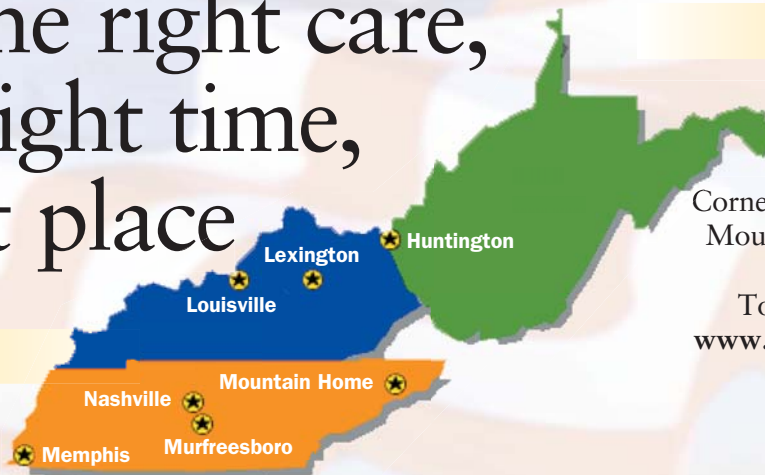 he right care,
ight time,
t place
Huntington
Lexington
Louisville
Mountain Home
Nashville
Murfreesboro
Memphis
Corne
Mou
To
www.